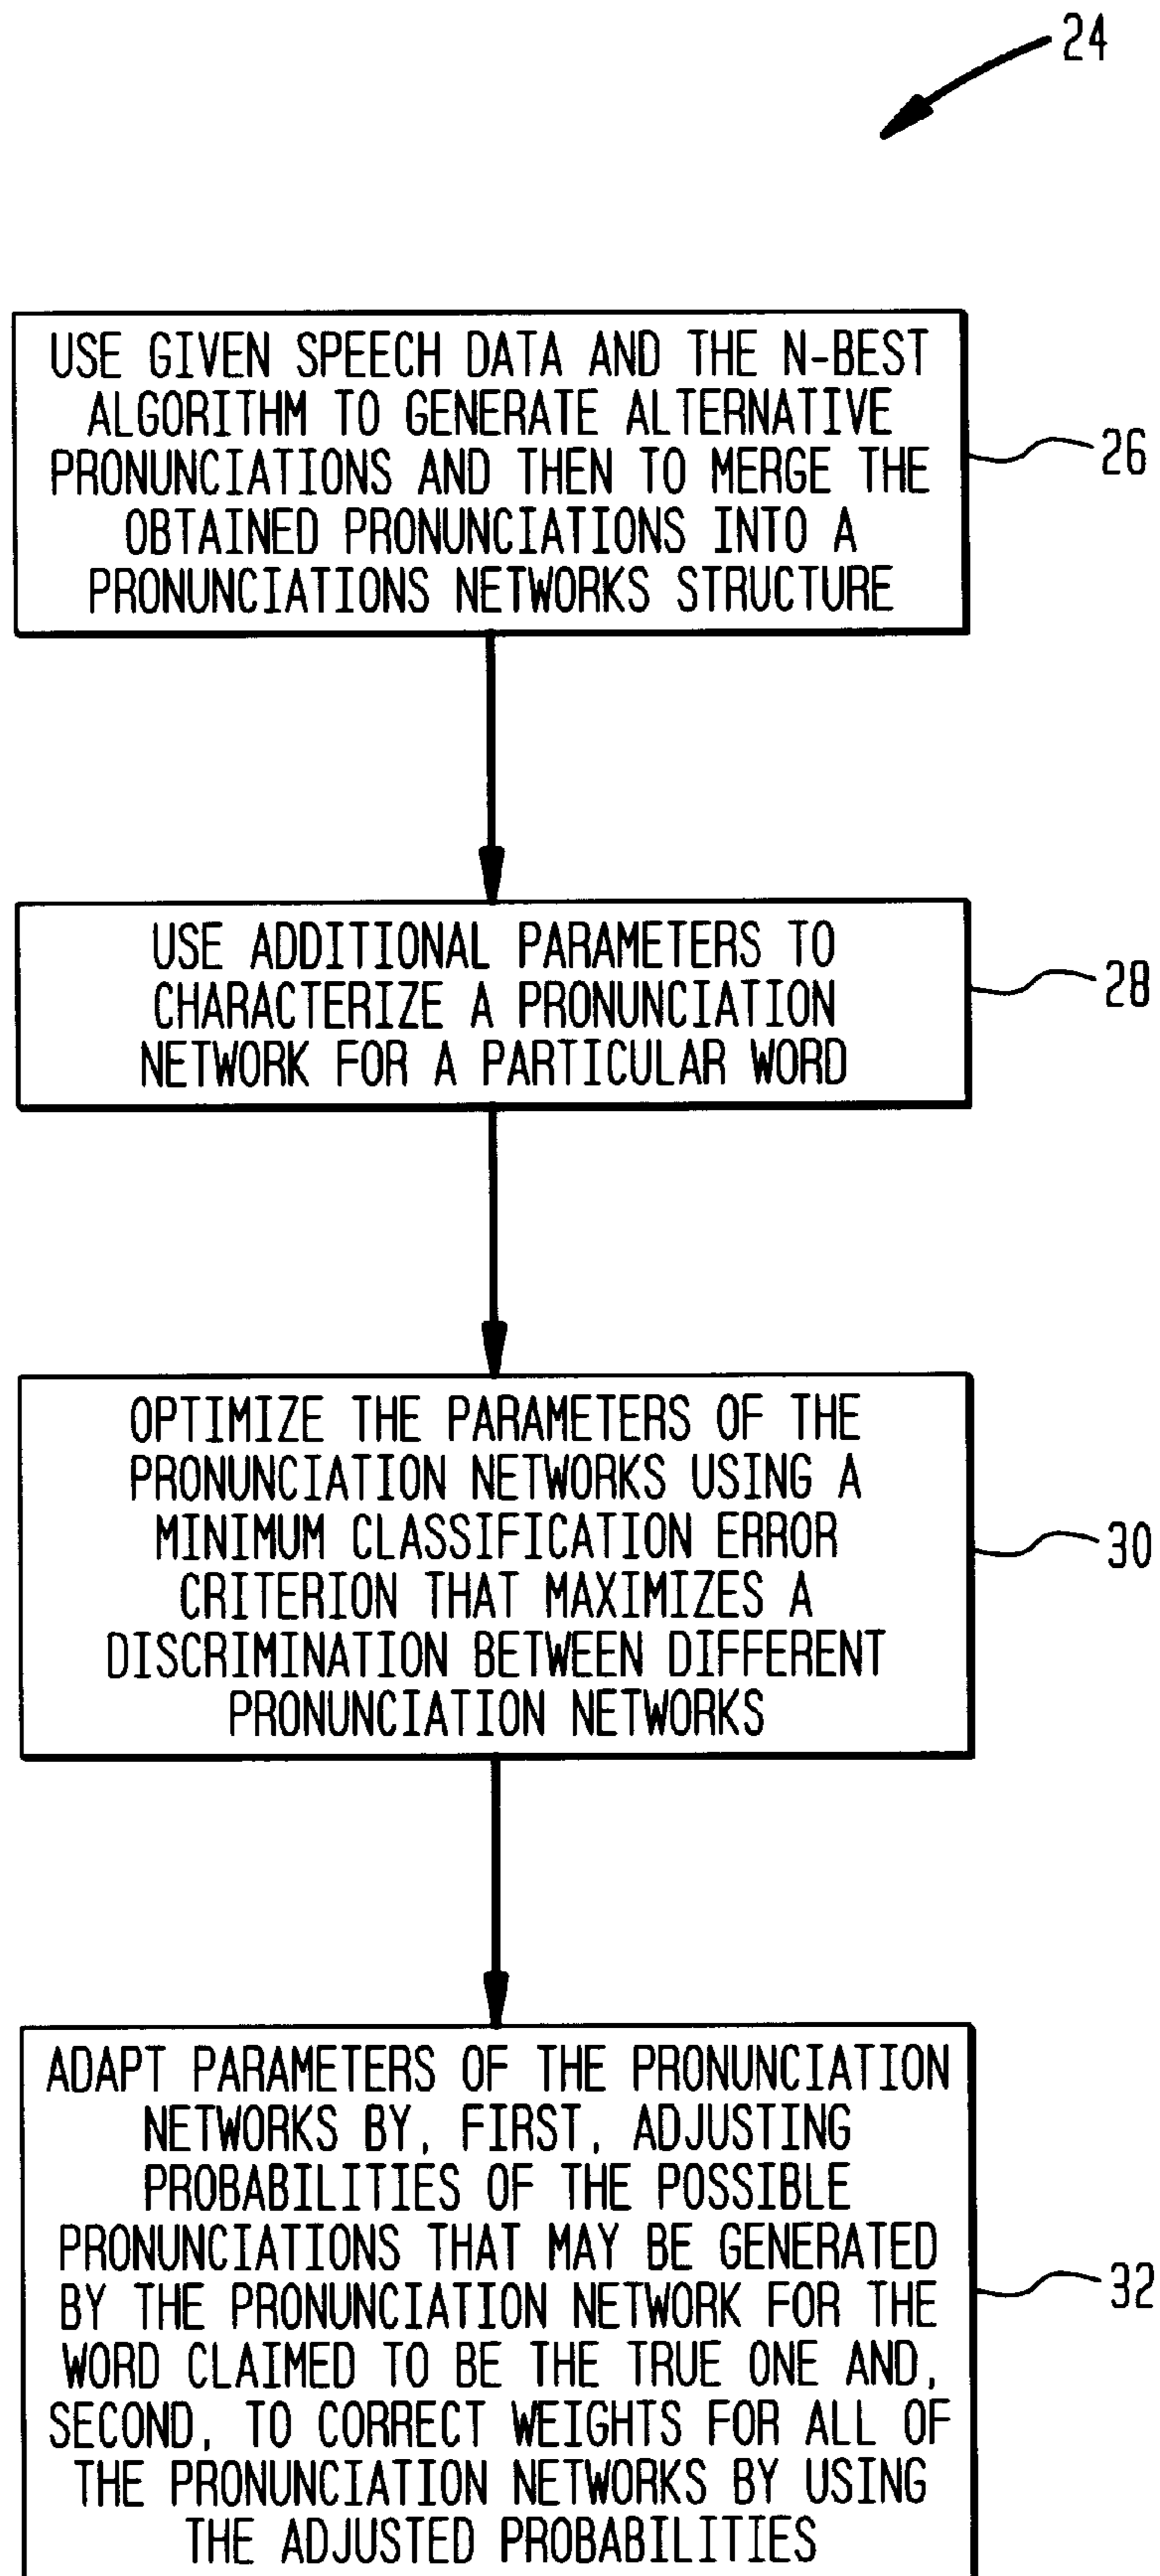 24
USE GIVEN SPEECH DATA AND THE N-BEST
ALGORITHM TO GENERATE ALTERNATIVE
PRONUNCIATIONS AND THEN TO MERGE THE
OBTAINED PRONUNCIATIONS INTO A
PRONUNCIATIONS NETWORKS STRUCTURE
26
USE ADDITIONAL PARAMETERS TO
CHARACTERIZE A PRONUNCIATION
NETWORK FOR A PARTICULAR WORD
28
OPTIMIZE THE PARAMETERS OF THE
PRONUNCIATION NETWORKS USING A
MINIMUM CLASSIFICATION ERROR
CRITERION THAT MAXIMIZES A
DISCRIMINATION BETWEEN DIFFERENT
PRONUNCIATION NETWORKS
30
ADAPT PARAMETERS OF THE PRONUNCIATION
NETWORKS BY, FIRST, ADJUSTING
PROBABILITIES OF THE POSSIBLE
PRONUNCIATIONS THAT MAY BE GENERATED
BY THE PRONUNCIATION NETWORK FOR THE
WORD CLAIMED TO BE THE TRUE ONE AND,
SECOND, TO CORRECT WEIGHTS FOR ALL OF
THE PRONUNCIATION NETWORKS BY USING
THE ADJUSTED PROBABILITIES
32